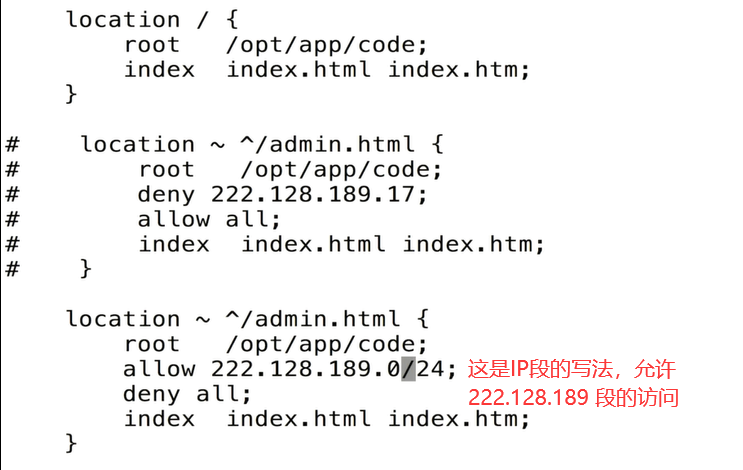 location / {
root /opt/app/code;
index index.html index.htm;
}
# location ~ ^/admin.html {
# root /opt/app/code;
# deny 222.128.189.17;
# allow all;
# index index.html index.htm;
# }
location ~ ^/admin.html {
root /opt/app/code;
allow 222.128.189.0/24; 这是IP段的写法，允许
deny all; 222.128.189 段的访问
index index.html index.htm;
}